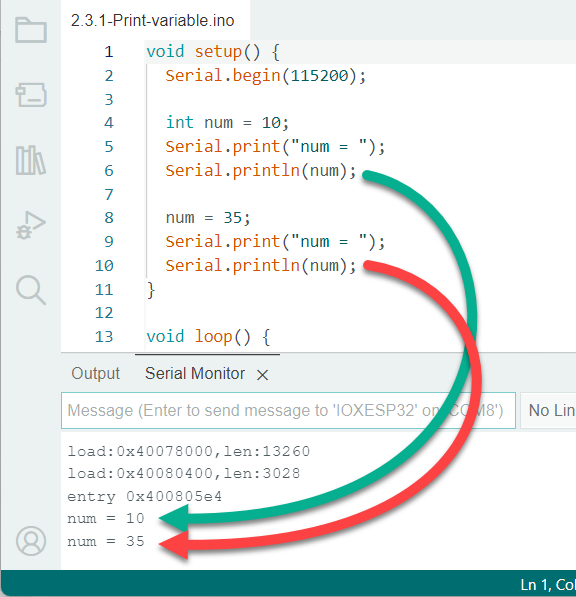 2.3.1-Print-variable.ino
1 void setup() {
2 Serial.begin(115200);
3
4 int num = 10;
5 Serial.print("num = ");
6 Serial.println(num);
7
8 num = 35;
9 Serial.print("num = ");
10 Serial.println(num);
11 }
12
13 void loop() {
Output Serial Monitor
Message (Enter to send message to 'IOXESP32' on 'COM8') No Lin
load:0x40078000,len:13260
load:0x40080400,len:3028
entry 0x400805e4
num = 10
num = 35
Ln 1, Col